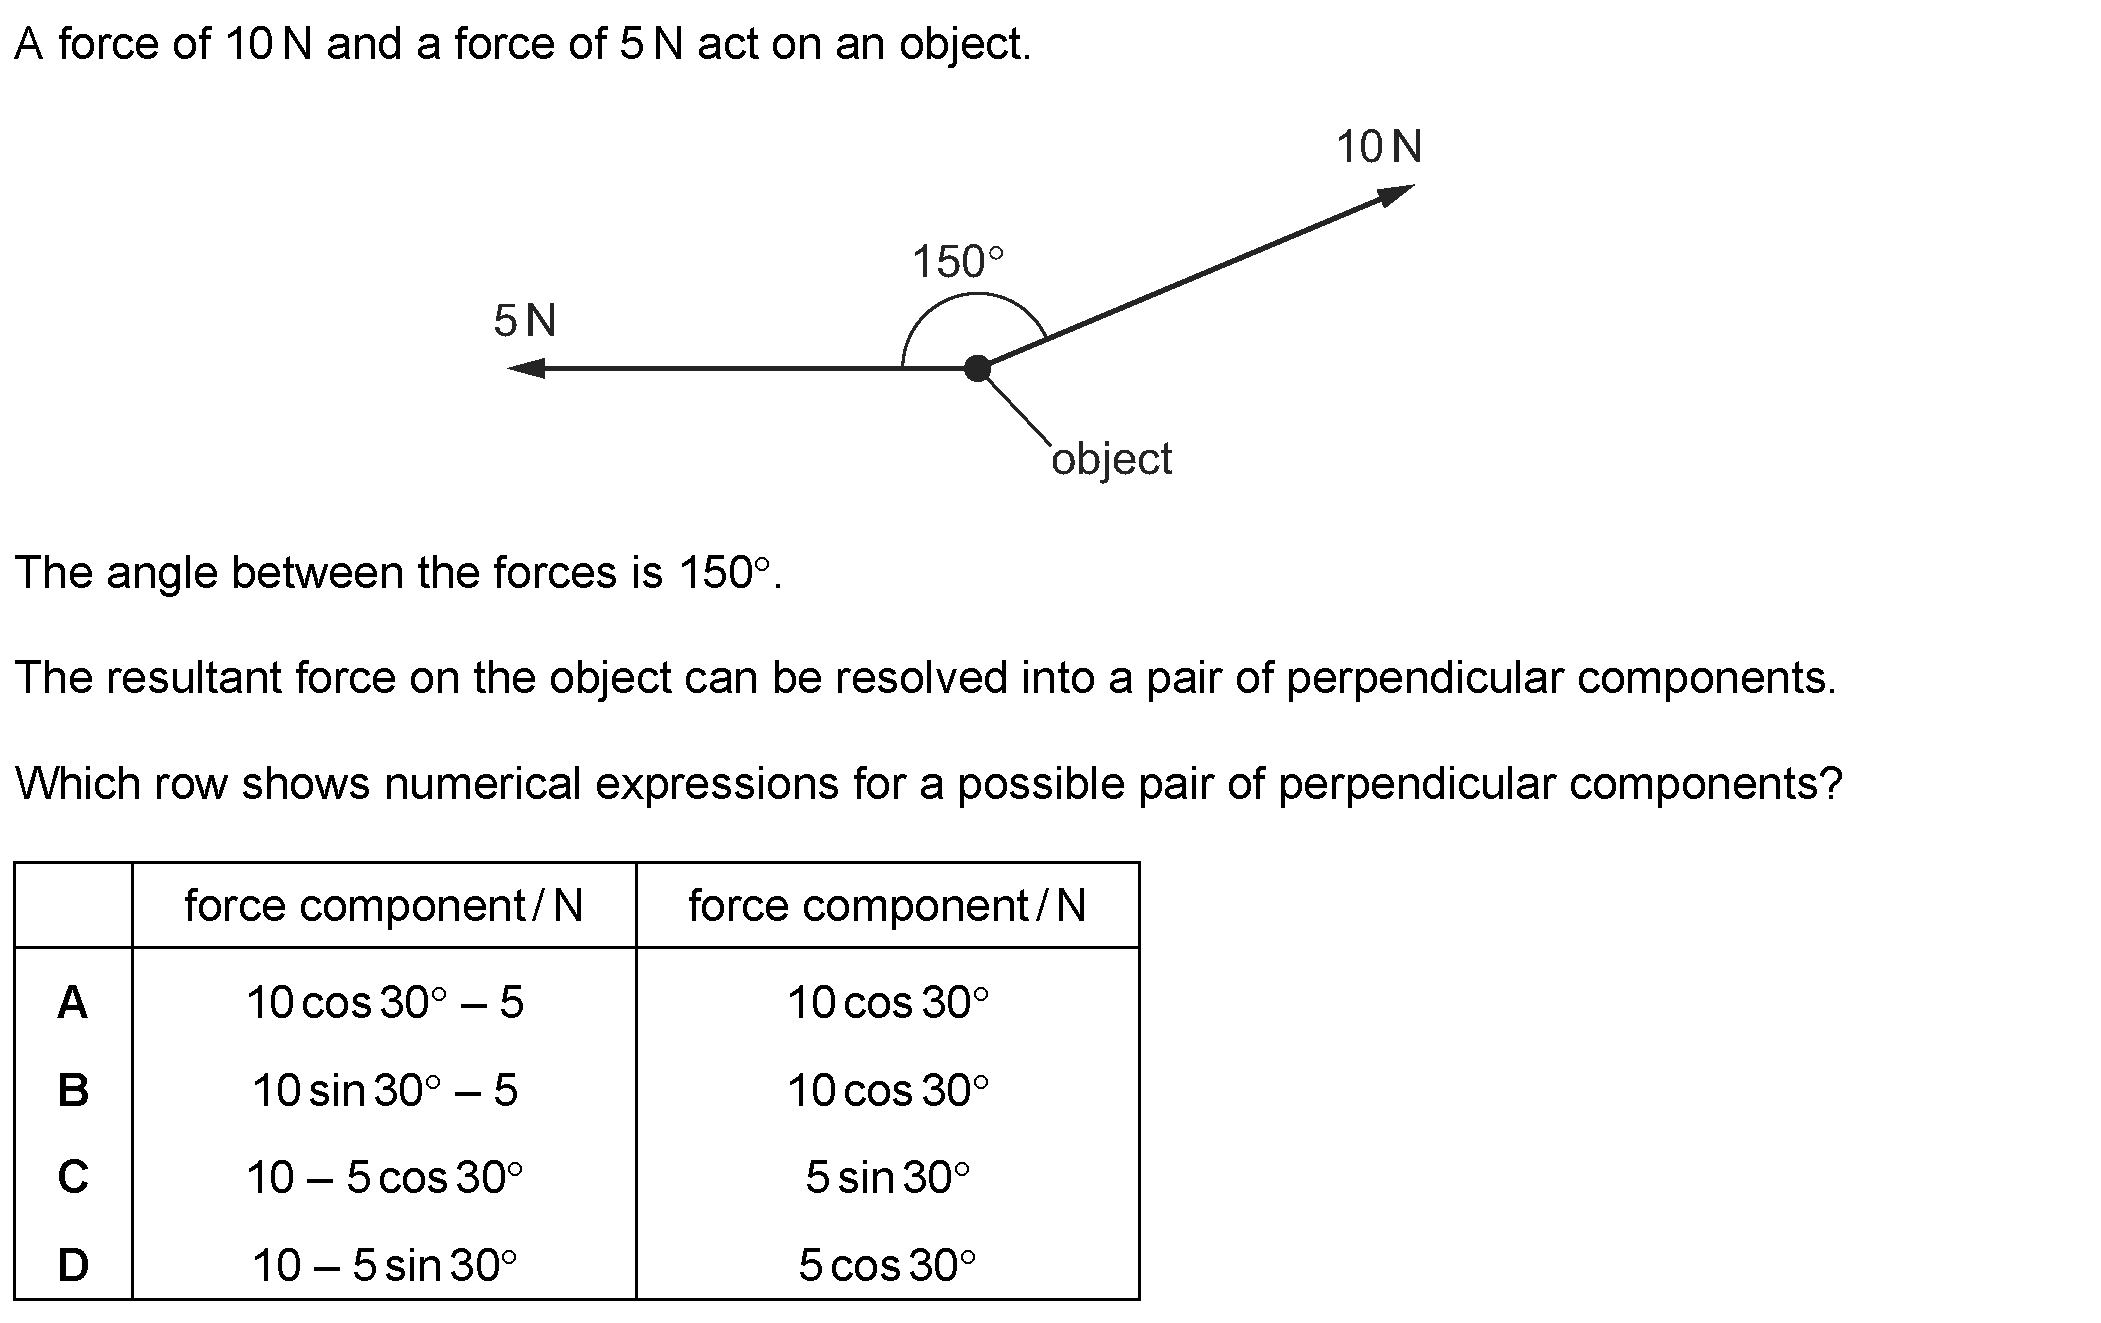 A force of 10 N and a force of 5 N act on an object.
10 N
150°
5 N
object
The angle between the forces is 150°.
The resultant force on the object can be resolved into a pair of perpendicular components.
Which row shows numerical expressions for a possible pair of perpendicular components?
force component / N force component / N
A 10 cos 30° – 5 10 cos 30°
B 10 sin 30° – 5 10 cos 30°
C 10 – 5 cos 30° 5 sin 30°
D 10 – 5 sin 30° 5 cos 30°